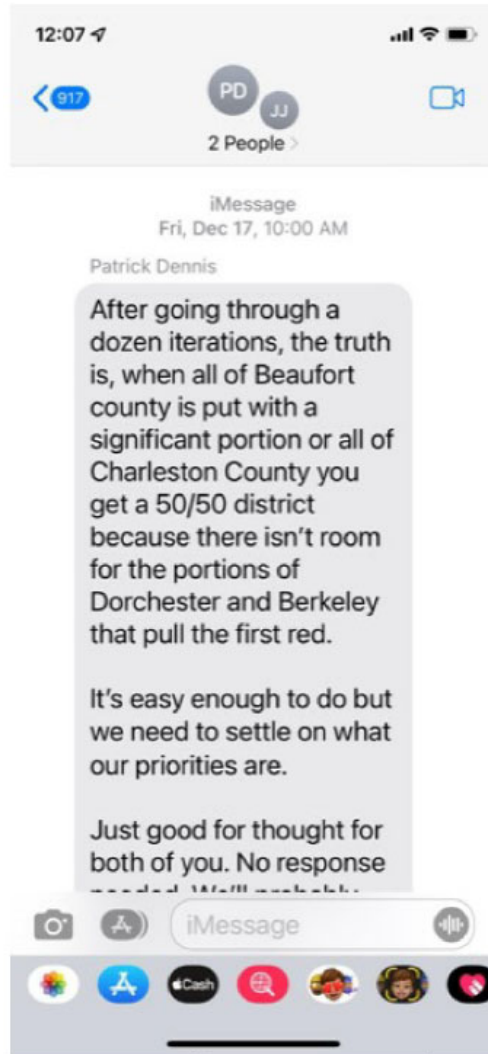 12:07
917
PD
JJ
2 People
iMessage
Fri, Dec 17, 10:00 AM
Patrick Dennis
After going through a
dozen iterations, the truth
is, when all of Beaufort
county is put with a
significant portion or all of
Charleston County you
get a 50/50 district
because there isn't room
for the portions of
Dorchester and Berkeley
that pull the first red.
It's easy enough to do but
we need to settle on what
our priorities are.
Just good for thought for
both of you. No response
needed. We'll probably
iMessage
Cash